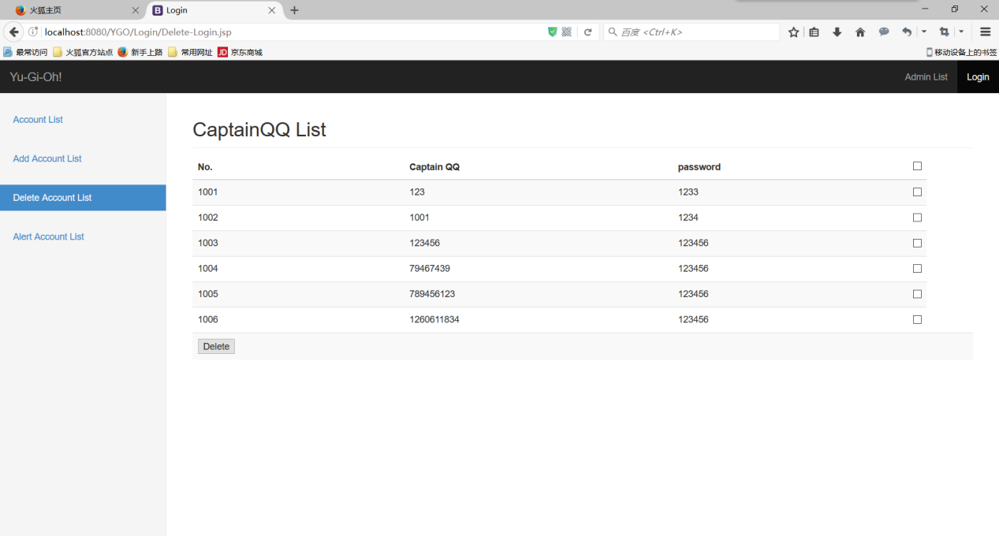 火狐主页
Login
localhost:8080/YGO/Login/Delete-Login.jsp
百度 <Ctrl+K>
最常访问 火狐官方站点 新手上路 常用网址 JD 京东商城 移动设备上的书签
Yu-Gi-Oh! Admin List Login
Account List
Add Account List
Delete Account List
Alert Account List
CaptainQQ List
No. Captain QQ password
1001 123 1233
1002 1001 1234
1003 123456 123456
1004 79467439 123456
1005 789456123 123456
1006 1260611834 123456
Delete